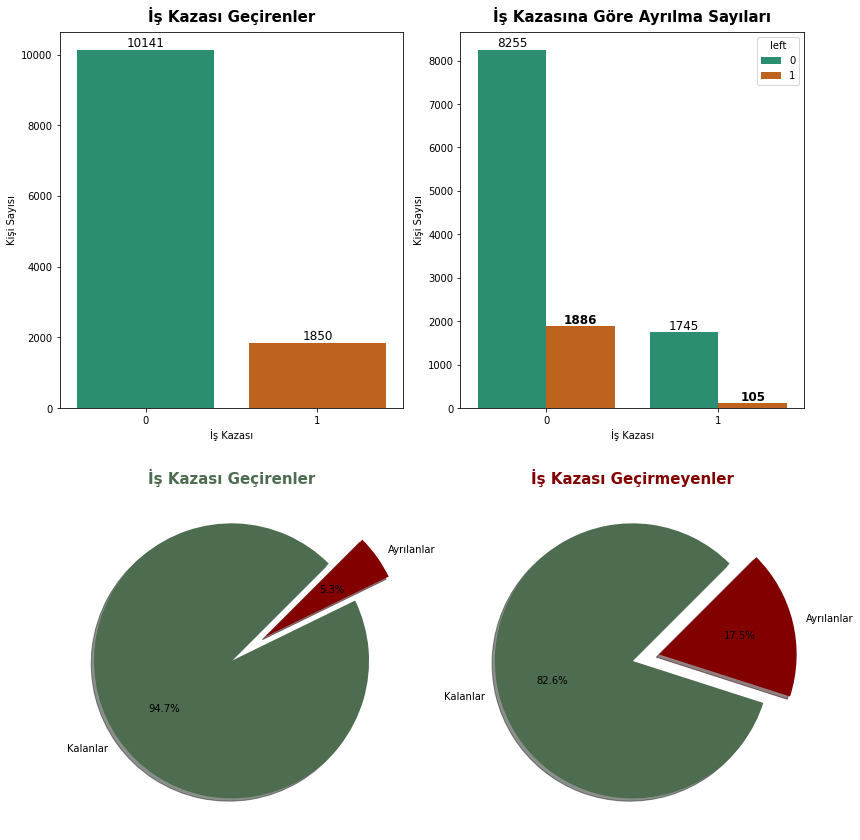 İş Kazası Geçirenler
10141
1850
10000
8000
6000
4000
2000
0
Kişi Sayısı
0
1
İş Kazası
İş Kazasına Göre Ayrılma Sayıları
left
0
1
8255
1886
1745
105
8000
7000
6000
5000
4000
3000
2000
1000
0
Kişi Sayısı
0
1
İş Kazası
İş Kazası Geçirenler
Ayrılanlar
5.3%
94.7%
Kalanlar
İş Kazası Geçirmeyenler
Ayrılanlar
17.5%
82.6%
Kalanlar